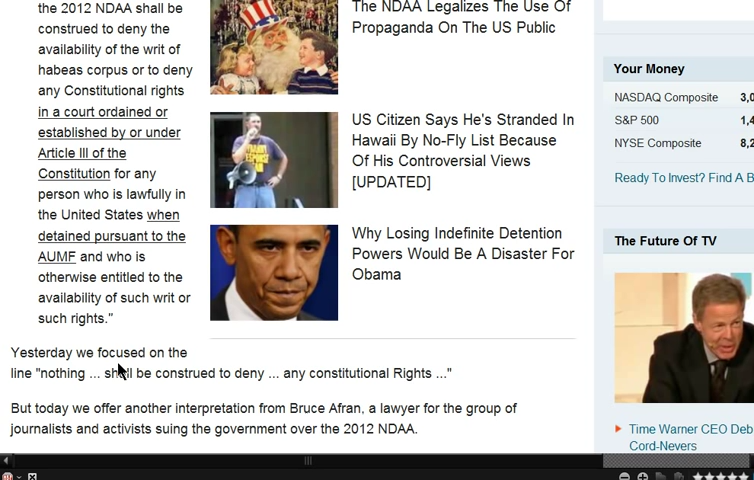 the 2012 NDAA shall be
construed to deny the
availability of the writ of
habeas corpus or to deny
any Constitutional rights
in a court ordained or
established by or under
Article III of the
Constitution for any
person who is lawfully in
the United States when
detained pursuant to the
AUMF and who is
otherwise entitled to the
availability of such writ or
such rights."
Yesterday we focused on the
line "nothing ... shall be construed to deny ... any constitutional Rights ..."
But today we offer another interpretation from Bruce Afran, a lawyer for the group of
journalists and activists suing the government over the 2012 NDAA.
The NDAA Legalizes The Use Of
Propaganda On The US Public
US Citizen Says He's Stranded In
Hawaii By No-Fly List Because
Of His Controversial Views
[UPDATED]
Why Losing Indefinite Detention
Powers Would Be A Disaster For
Obama
Your Money
NASDAQ Composite 3,0
S&P 500 1,4
NYSE Composite 8,2
Ready To Invest? Find A B
The Future Of TV
Time Warner CEO Deb
Cord-Nevers